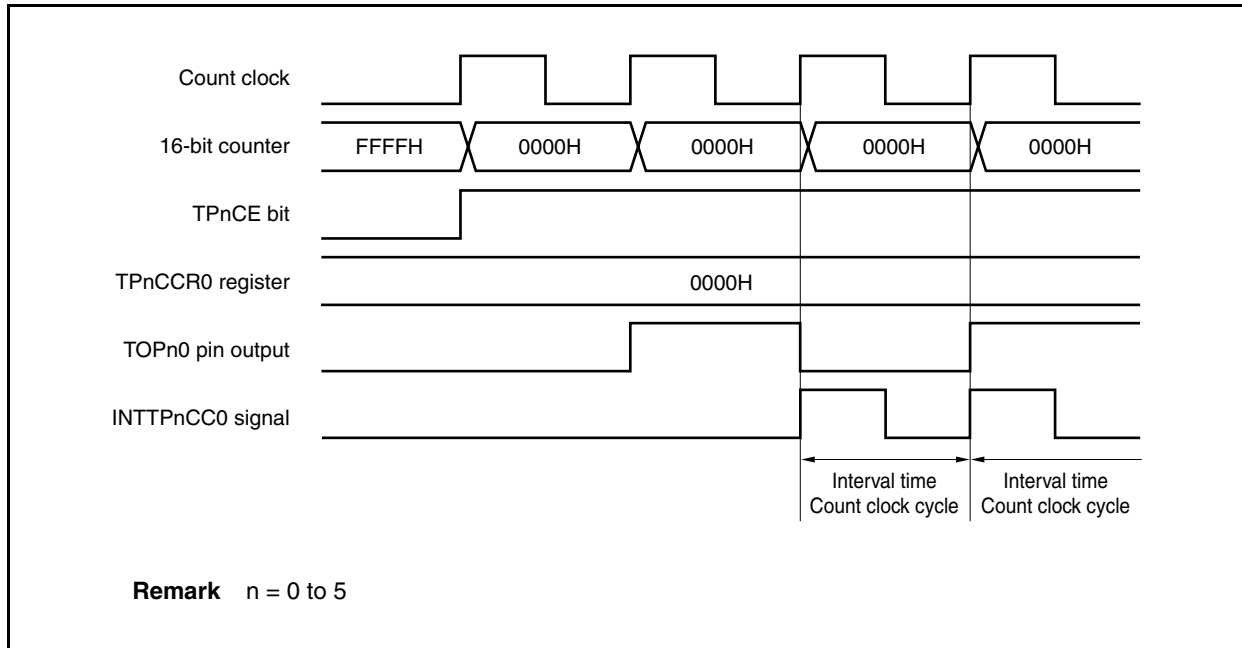 Count clock
16-bit counter FFFFH 0000H 0000H 0000H 0000H
TPnCE bit
TPnCCR0 register 0000H
TOPn0 pin output
INTTPnCC0 signal
Interval time Interval time
Count clock cycle Count clock cycle
Remark n = 0 to 5